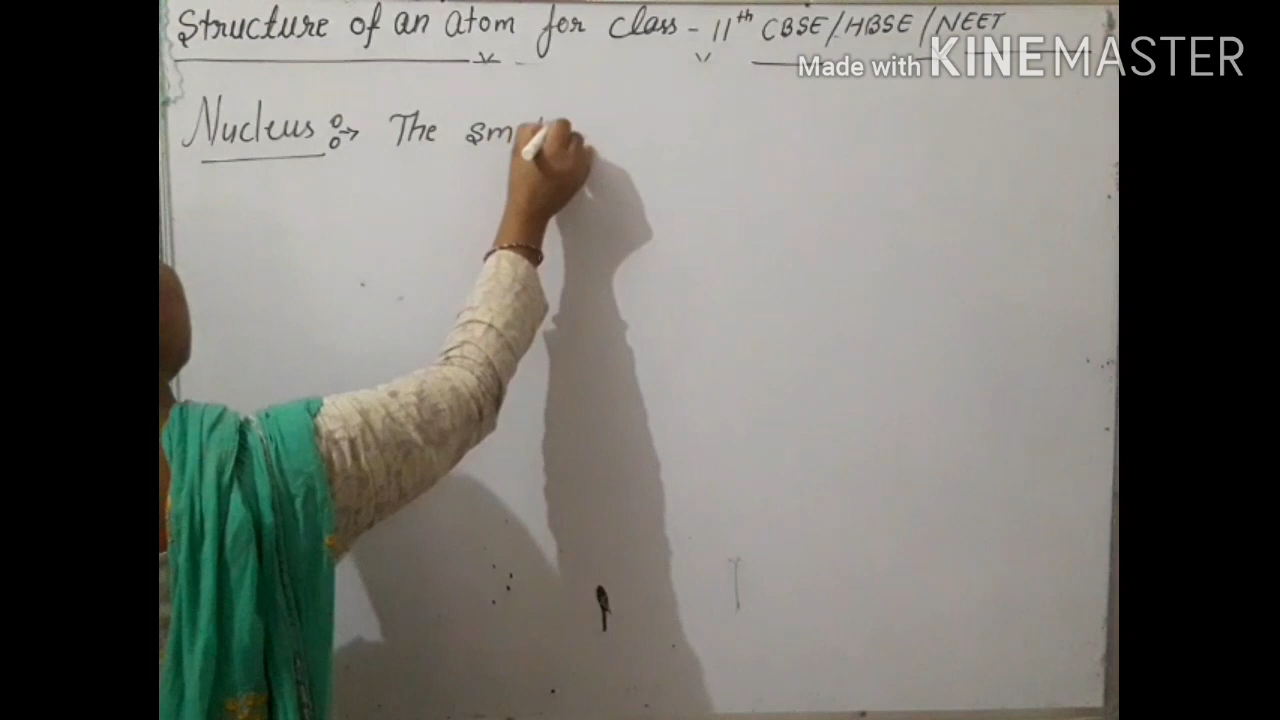 Structure of an atom for class - 11th CBSE/HBSE/NEET
Made with KINEMASTER
Nucleus :→ The sm